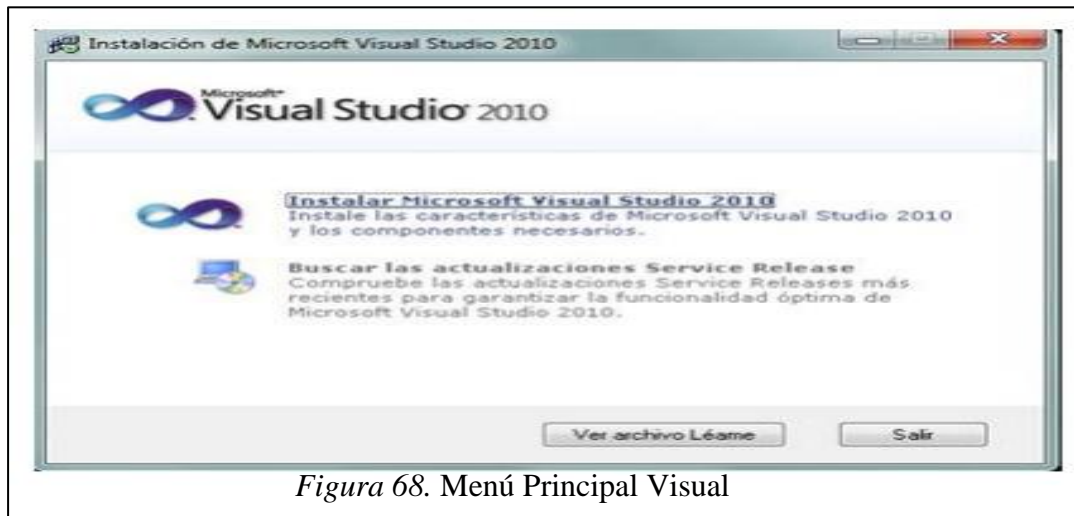 Instalación de Microsoft Visual Studio 2010
Microsoft
Visual Studio 2010
Instalar Microsoft Visual Studio 2010
Instale las características de Microsoft Visual Studio 2010
y los componentes necesarios.
Buscar las actualizaciones Service Release
Compruebe las actualizaciones Service Releases más
recientes para garantizar la funcionalidad óptima de
Microsoft Visual Studio 2010.
Ver archivo Léame
Salir
Figura 68. Menú Principal Visual